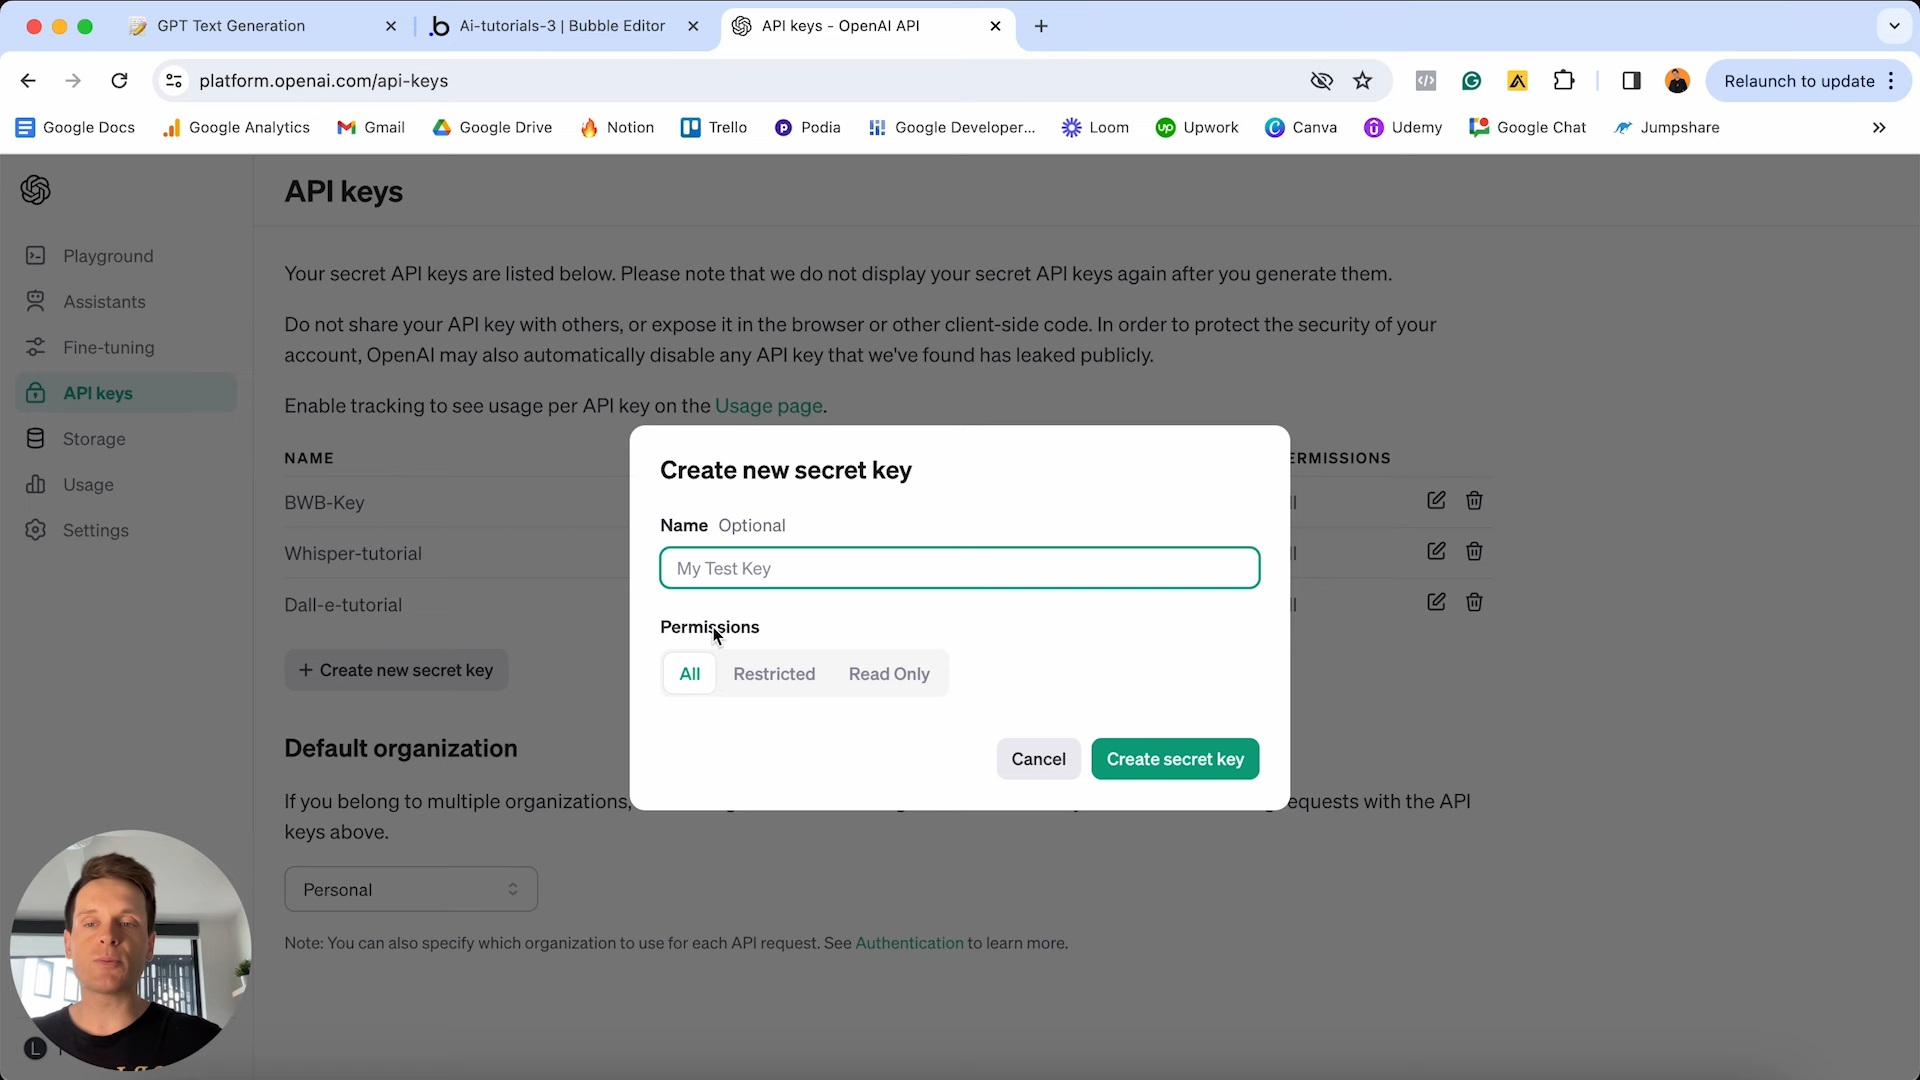 GPT Text Generation
Ai-tutorials-3 | Bubble Editor
API keys - OpenAI API
platform.openai.com/api-keys
Relaunch to update
Google Docs
Google Analytics
Gmail
Google Drive
Notion
Trello
Podia
Google Developer...
Loom
Upwork
Canva
Udemy
Google Chat
Jumpshare
API keys
Playground
Assistants
Fine-tuning
API keys
Storage
Usage
Settings
Your secret API keys are listed below. Please note that we do not display your secret API keys again after you generate them.
Do not share your API key with others, or expose it in the browser or other client-side code. In order to protect the security of your
account, OpenAI may also automatically disable any API key that we've found has leaked publicly.
Enable tracking to see usage per API key on the Usage page.
NAME
ERMISSIONS
BWB-Key
Whisper-tutorial
Dall-e-tutorial
+ Create new secret key
Create new secret key
Name Optional
My Test Key
Permissions
All
Restricted
Read Only
Cancel
Create secret key
Default organization
If you belong to multiple organizations,
equests with the API
keys above.
Personal
Note: You can also specify which organization to use for each API request. See Authentication to learn more.
L